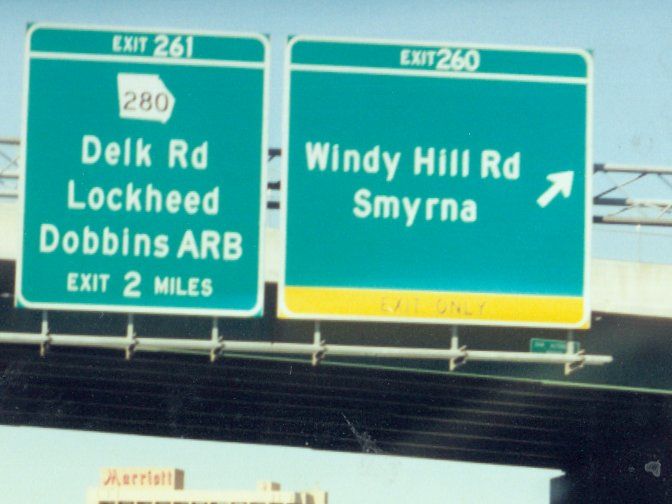 EXIT 261
280
Delk Rd
Lockheed
Dobbins ARB
EXIT 2 MILES
EXIT 260
Windy Hill Rd
Smyrna
EXIT ONLY
Marriott